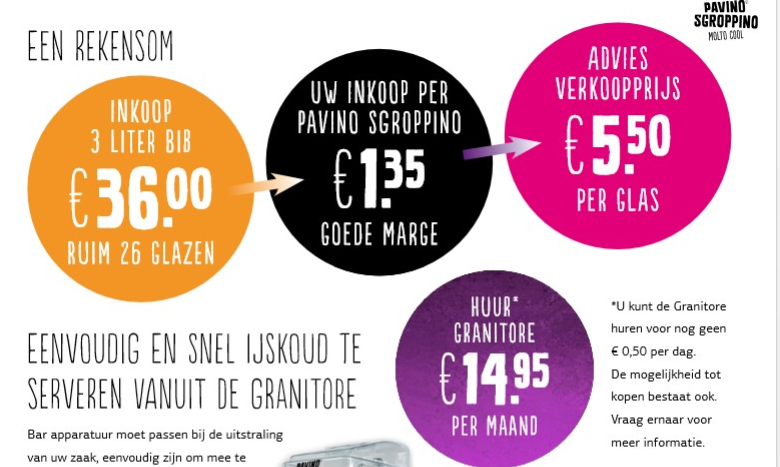 PAVINO®
SGROPPINO
MOLTO COOL
EEN REKENSOM
INKOOP
3 LITER BIB
€36.00
RUIM 26 GLAZEN
UW INKOOP PER
PAVINO SGROPPINO
€1.35
GOEDE MARGE
ADVIES
VERKOOPPRIJS
€5.50
PER GLAS
EENVOUDIG EN SNEL IJSKOUD TE
SERVEREN VANUIT DE GRANITORE
Bar apparatuur moet passen bij de uitstraling
van uw zaak, eenvoudig zijn om mee te
HUUR*
GRANITORE
€14.95
PER MAAND
*U kunt de Granitore
huren voor nog geen
€ 0,50 per dag.
De mogelijkheid tot
kopen bestaat ook.
Vraag ernaar voor
meer informatie.
PAVINO